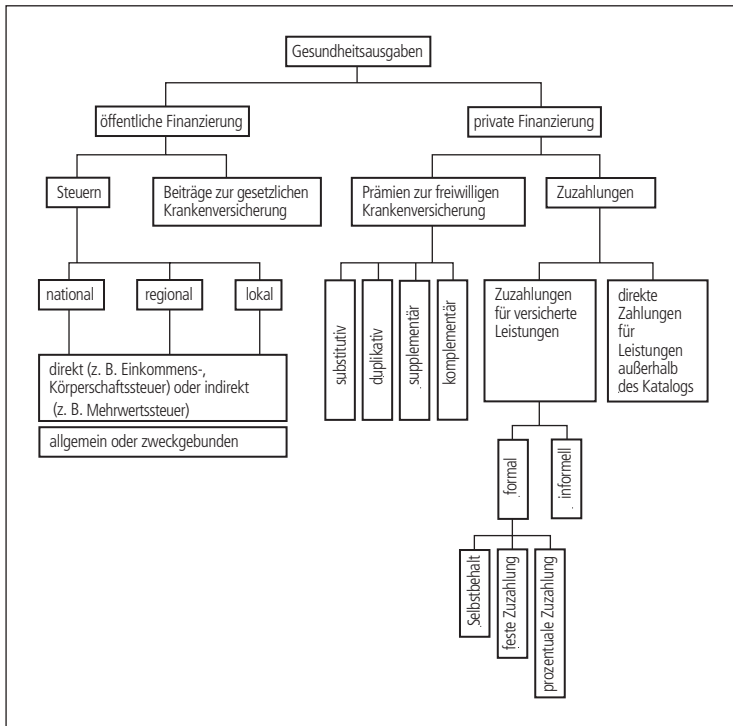 Gesundheitsausgaben
öffentliche Finanzierung
private Finanzierung
Steuern
Beiträge zur gesetzlichen
Krankenversicherung
Prämien zur freiwilligen
Krankenversicherung
Zuzahlungen
national
regional
lokal
direkt (z. B. Einkommens-,
Körperschaftssteuer) oder indirekt
(z. B. Mehrwertssteuer)
allgemein oder zweckgebunden
substitutiv
duplikativ
supplementär
komplementär
Zuzahlungen
für versicherte
Leistungen
direkte
Zahlungen
für
Leistungen
außerhalb
des Katalogs
formal
informell
Selbstbehalt
feste Zuzahlung
prozentuale Zuzahlung